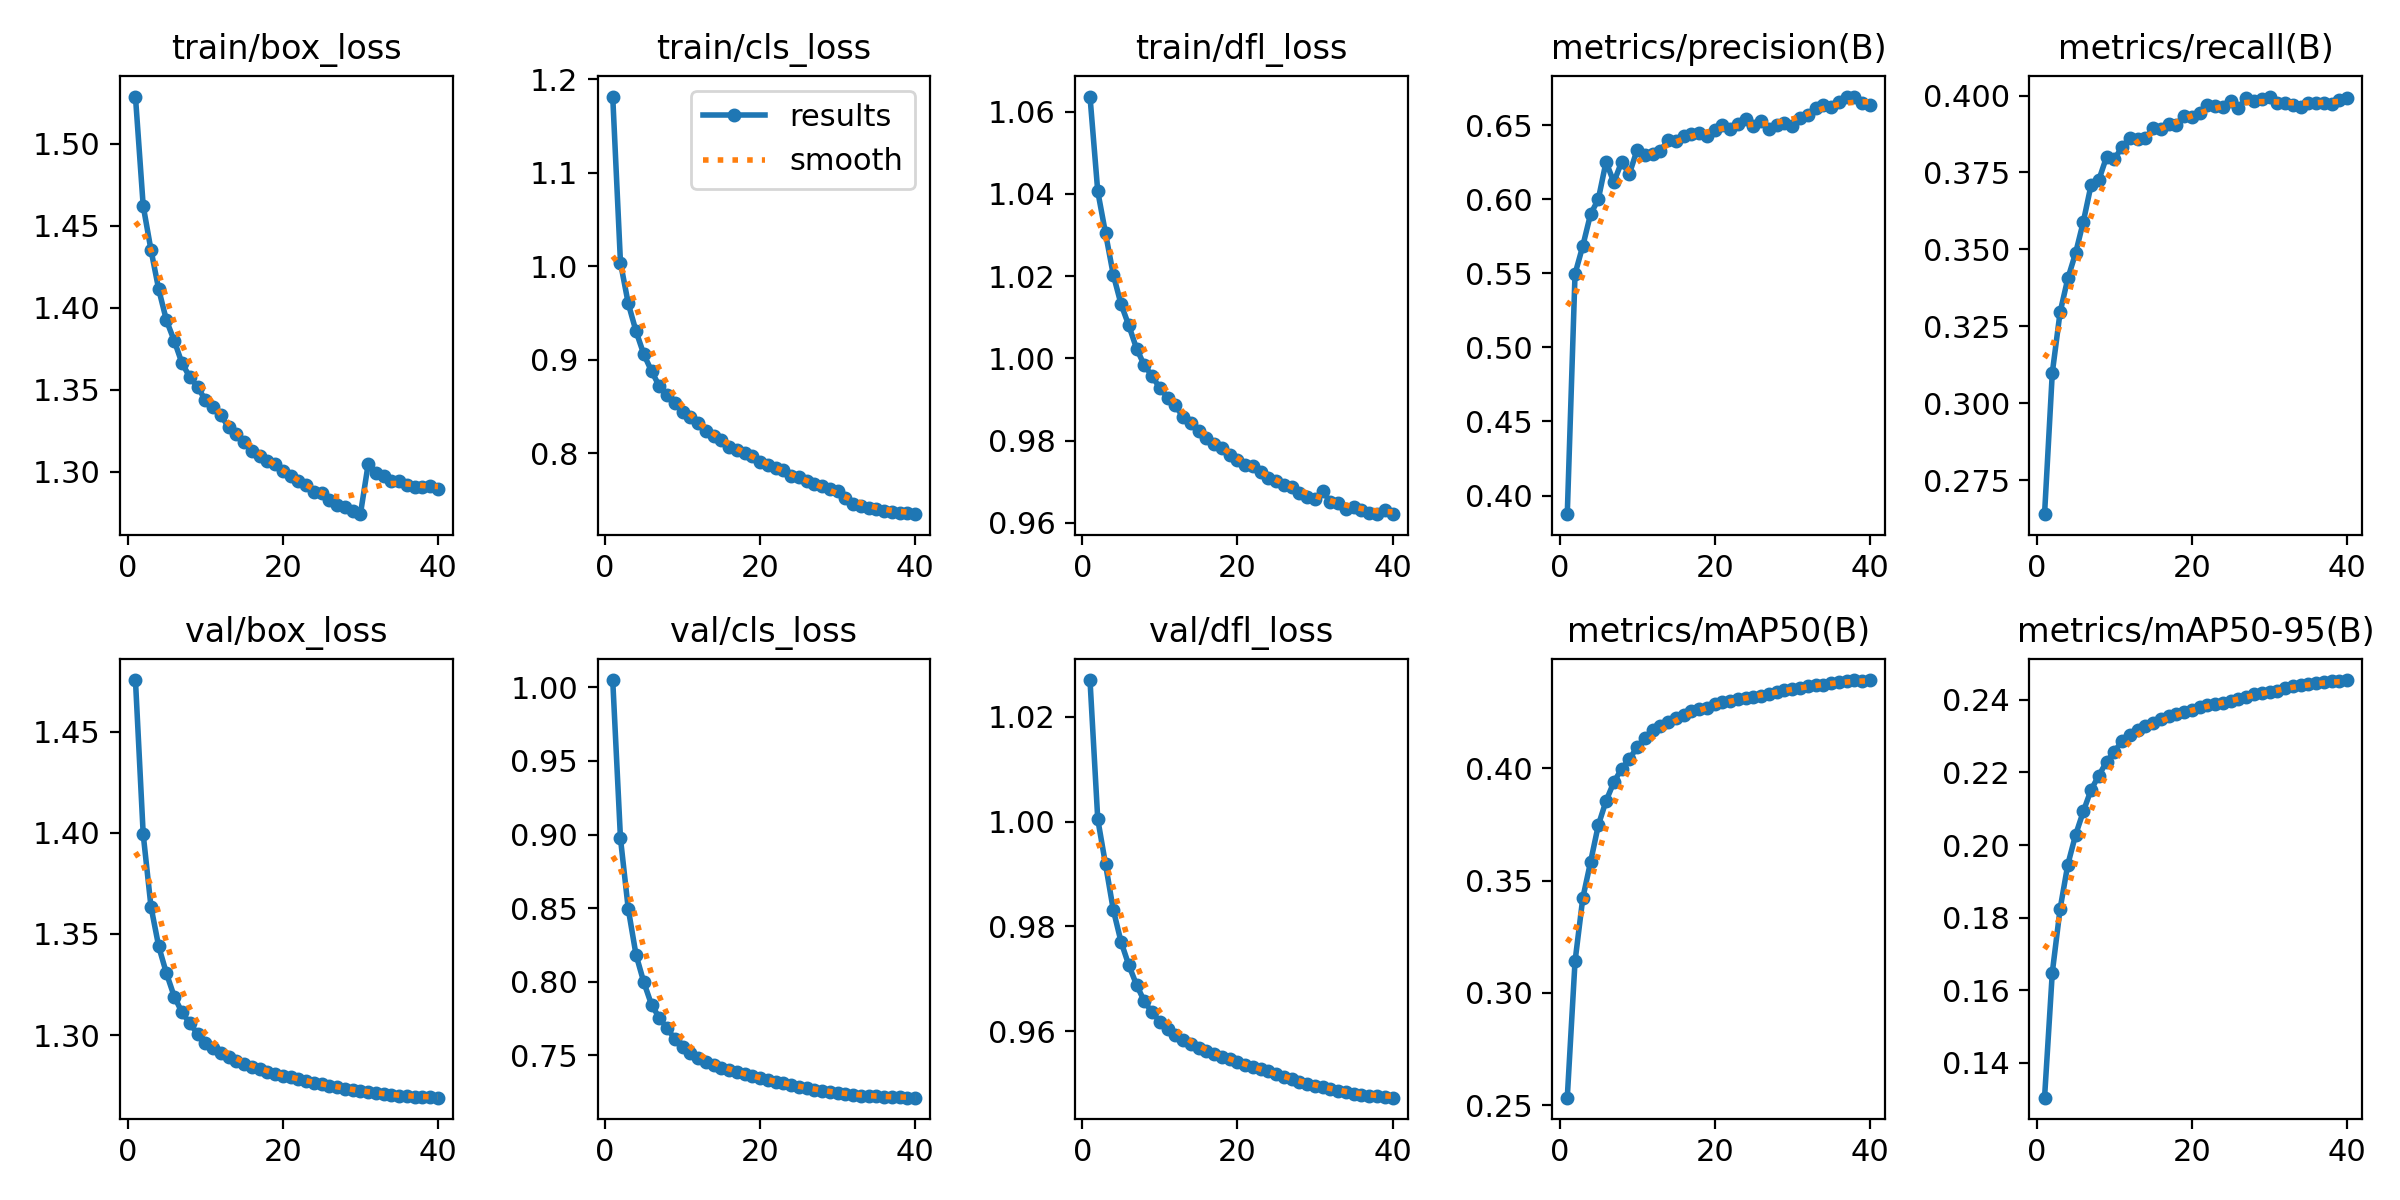 train/box_loss
1.50
1.45
1.40
1.35
1.30
0 20 40
train/cls_loss
results
smooth
1.2
1.1
1.0
0.9
0.8
0 20 40
train/dfl_loss
1.06
1.04
1.02
1.00
0.98
0.96
0 20 40
metrics/precision(B)
0.65
0.60
0.55
0.50
0.45
0.40
0 20 40
metrics/recall(B)
0.400
0.375
0.350
0.325
0.300
0.275
0 20 40
val/box_loss
1.45
1.40
1.35
1.30
0 20 40
val/cls_loss
1.00
0.95
0.90
0.85
0.80
0.75
0 20 40
val/dfl_loss
1.02
1.00
0.98
0.96
0 20 40
metrics/mAP50(B)
0.40
0.35
0.30
0.25
0 20 40
metrics/mAP50-95(B)
0.24
0.22
0.20
0.18
0.16
0.14
0 20 40